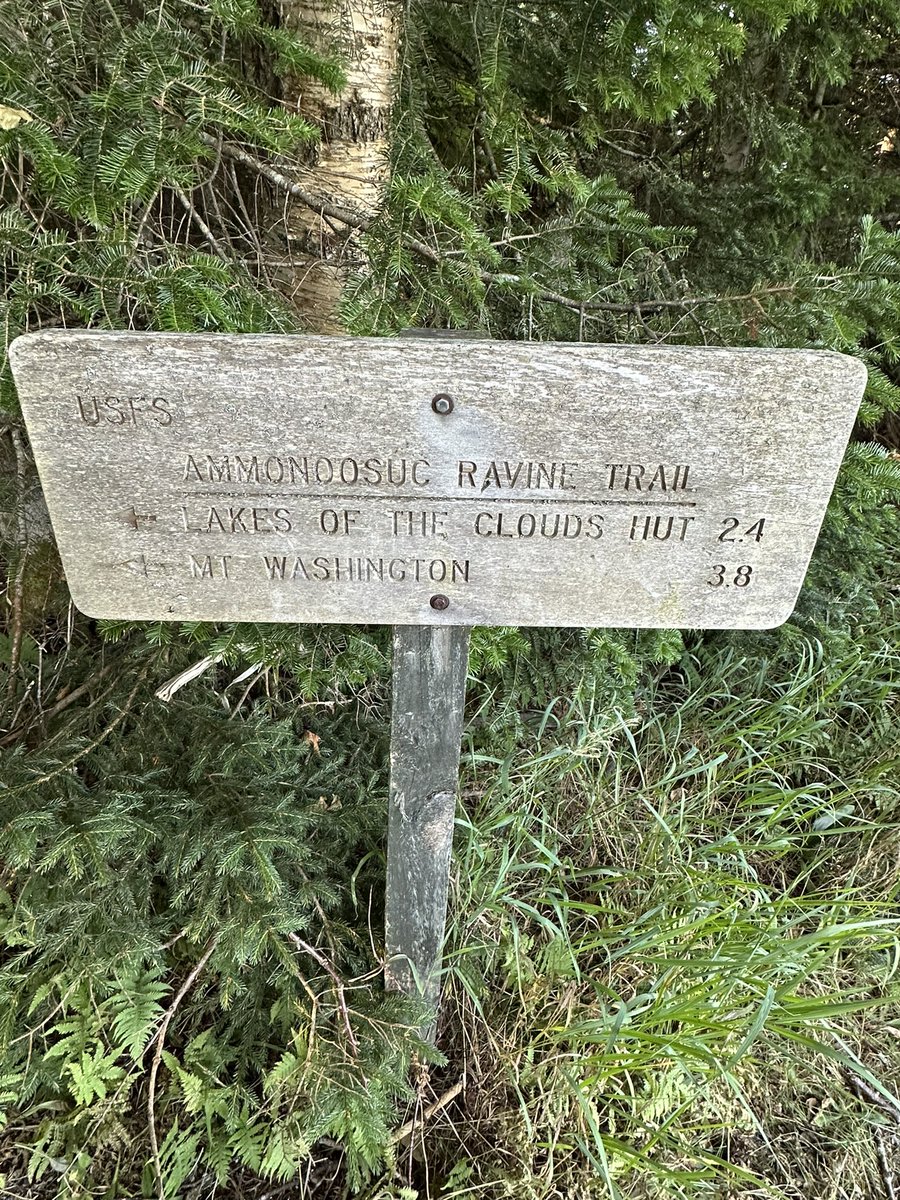 USFS
AMMONOOSUC RAVINE TRAIL
← LAKES OF THE CLOUDS HUT 2.4
← MT WASHINGTON 3.8